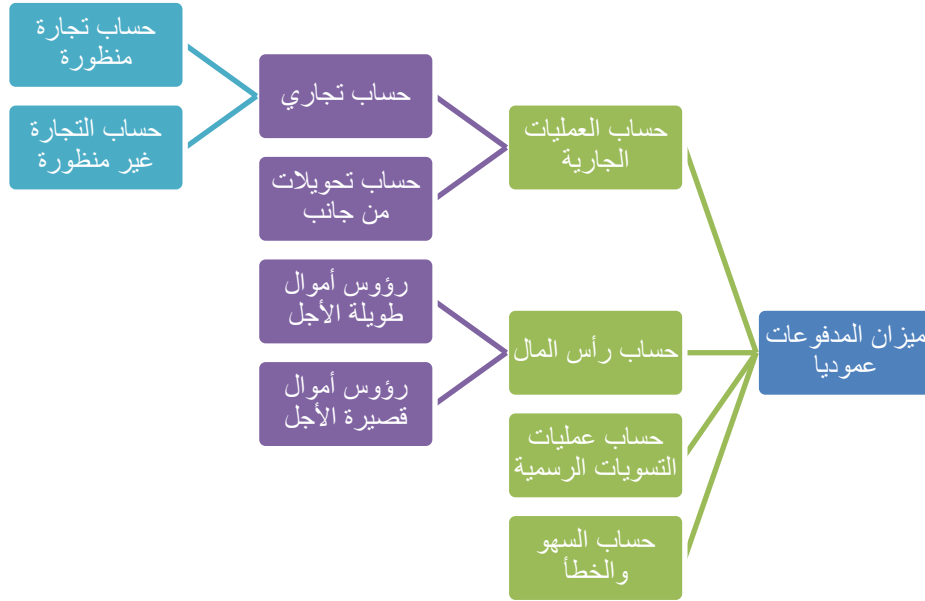 ميزان المدفوعات
عموديا
حساب العمليات
الجارية
حساب تجاري
حساب تجارة
منظورة
حساب التجارة
غير منظورة
حساب تحويلات
من جانب
حساب رأس المال
رؤوس أموال
طويلة الأجل
رؤوس أموال
قصيرة الأجل
حساب عمليات
التسويات الرسمية
حساب السهو
والخطأ